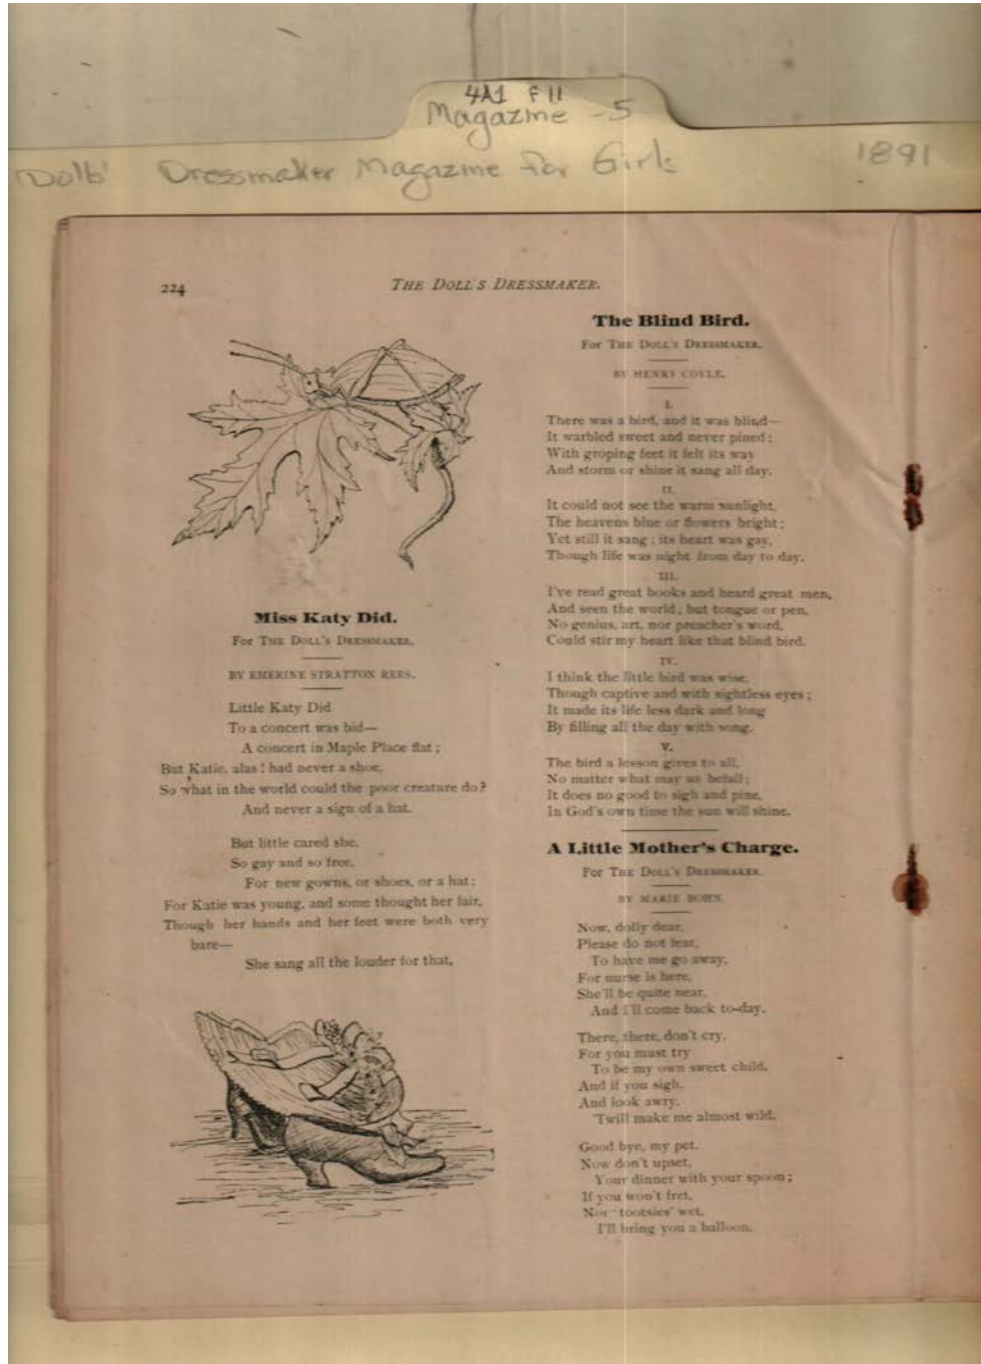 4A1 F11
Magazine -5
Dolls' Dressmaker Magazine for Girls 1891
224
THE DOLL'S DRESSMAKER.
Miss Katy Did.
For THE DOLL'S DRESSMAKER.
BY EMERINE STRATTON REES.
Little Katy Did
To a concert was bid—
A concert in Maple Place flat;
But Katie, alas! had never a shoe,
So what in the world could the poor creature do?
And never a sign of a hat.
But little cared she,
So gay and so free,
For new gowns, or shoes, or a hat;
For Katie was young, and some thought her fair,
Though her hands and her feet were both very
bare—
She sang all the louder for that.
The Blind Bird.
For THE DOLL'S DRESSMAKER.
BY HENRY COYLE.
I.
There was a bird, and it was blind—
It warbled sweet and never pined;
With groping feet it felt its way
And storm or shine it sang all day.
II.
It could not see the warm sunlight,
The heavens blue or flowers bright;
Yet still it sang; its heart was gay,
Though life was night from day to day.
III.
I've read great books and heard great men,
And seen the world; but tongue or pen,
No genius, art, nor preacher's word,
Could stir my heart like that blind bird.
IV.
I think the little bird was wise,
Though captive and with sightless eyes;
It made its life less dark and long
By filling all the day with song.
V.
The bird a lesson gives to all,
No matter what may us befall;
It does no good to sigh and pine,
In God's own time the sun will shine.
A Little Mother's Charge.
For THE DOLL'S DRESSMAKER.
BY MARIE BOHN.
Now, dolly dear,
Please do not fear,
To have me go away,
For nurse is here,
She'll be quite near,
And I'll come back to-day.
There, there, don't cry,
For you must try
To be my own sweet child,
And if you sigh,
And look awry,
'Twill make me almost wild.
Good bye, my pet,
Now don't upset,
Your dinner with your spoon;
If you won't fret,
Nor 'tootsies' wet,
I'll bring you a balloon.